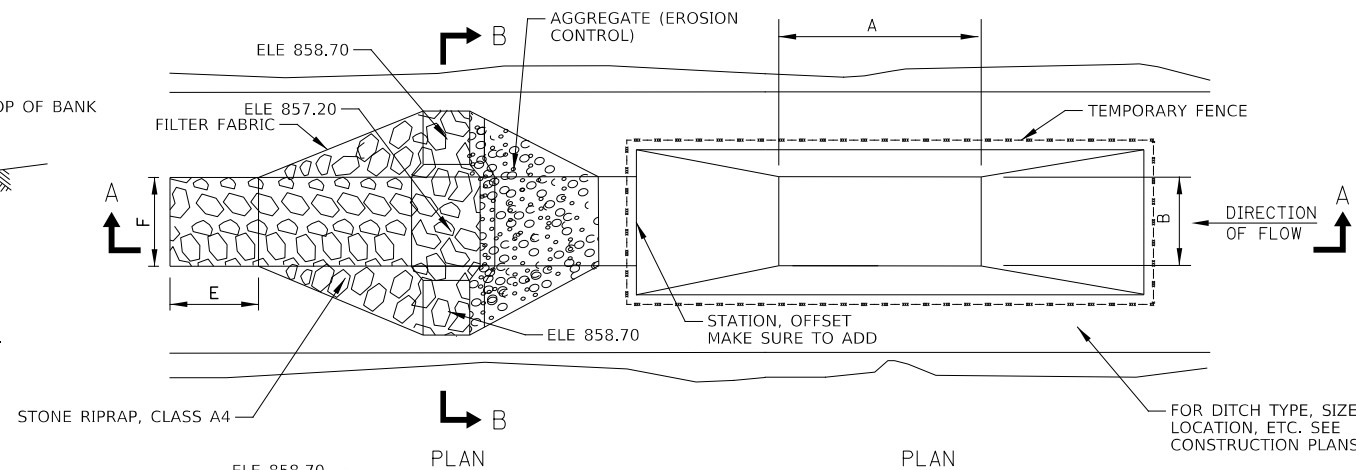 B
AGGREGATE (EROSION
CONTROL)
A
ELE 858.70
OP OF BANK
ELE 857.20
FILTER FABRIC
TEMPORARY FENCE
A
F
B
DIRECTION
OF FLOW
A
E
STATION, OFFSET
MAKE SURE TO ADD
ELE 858.70
STONE RIPRAP, CLASS A4
B
FOR DITCH TYPE, SIZE
LOCATION, ETC. SEE
CONSTRUCTION PLANS
PLAN
PLAN
ELE 858.70